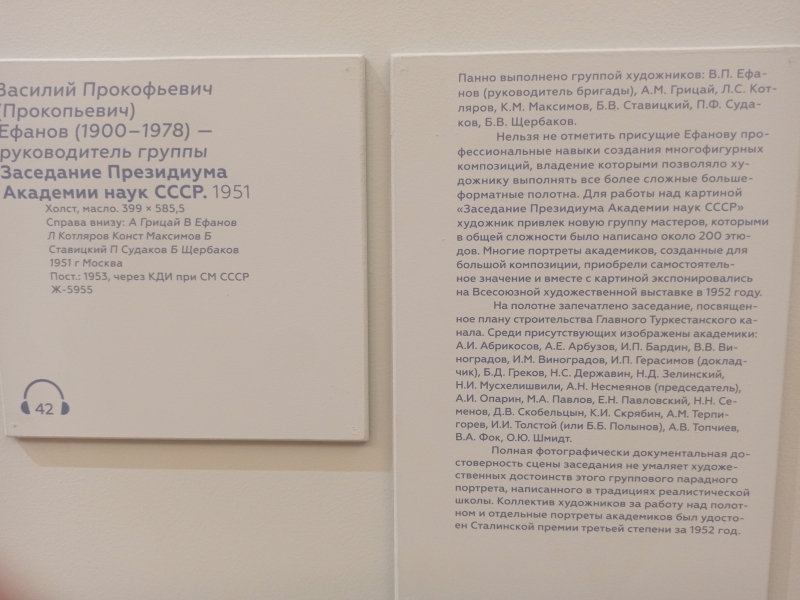 Василий Прокофьевич
(Прокопьевич)
Ефанов (1900–1978) —
руководитель группы
Заседание Президиума
Академии наук СССР. 1951
Холст, масло. 399 × 585,5
Справа внизу: А Грицай В Ефанов
Л Котляров Конст Максимов Б
Ставицкий П Судаков Б Щербаков
1951 г Москва
Пост.: 1953, через КДИ при СМ СССР
Ж-5955
42
Панно выполнено группой художников: В.П. Ефа-
нов (руководитель бригады), А.М. Грицай, Л.С. Кот-
ляров, К.М. Максимов, Б.В. Ставицкий, П.Ф. Суда-
ков, Б.В. Щербаков.
Нельзя не отметить присущие Ефанову про-
фессиональные навыки создания многофигурных
композиций, владение которыми позволяло ху-
дожнику выполнять все более сложные больше-
форматные полотна. Для работы над картиной
«Заседание Президиума Академии наук СССР»
художник привлек новую группу мастеров, которыми
в общей сложности было написано около 200 этю-
дов. Многие портреты академиков, созданные для
большой композиции, приобрели самостоятель-
ное значение и вместе с картиной экспонировались
на Всесоюзной художественной выставке в 1952 году.
На полотне запечатлено заседание, посвящен-
ное плану строительства Главного Туркестанского ка-
нала. Среди присутствующих изображены академики:
А.И. Абрикосов, А.Е. Арбузов, И.П. Бардин, В.В. Ви-
ноградов, И.М. Виноградов, И.П. Герасимов (доклад-
чик), Б.Д. Греков, Н.С. Державин, Н.Д. Зелинский,
Н.И. Мусхелишвили, А.Н. Несмеянов (председатель),
А.И. Опарин, М.А. Павлов, Е.Н. Павловский, Н.Н. Се-
менов, Д.В. Скобельцын, К.И. Скрябин, А.М. Терпи-
горев, И.И. Толстой (или Б.Б. Полынов), А.В. Топчиев,
В.А. Фок, О.Ю. Шмидт.
Полная фотографически документальная до-
стоверность сцены заседания не умаляет художе-
ственных достоинств этого группового парадного
портрета, написанного в традициях реалистической
школы. Коллектив художников за работу над полот-
ном и отдельные портреты академиков был удосто-
ен Сталинской премии третьей степени за 1952 год.